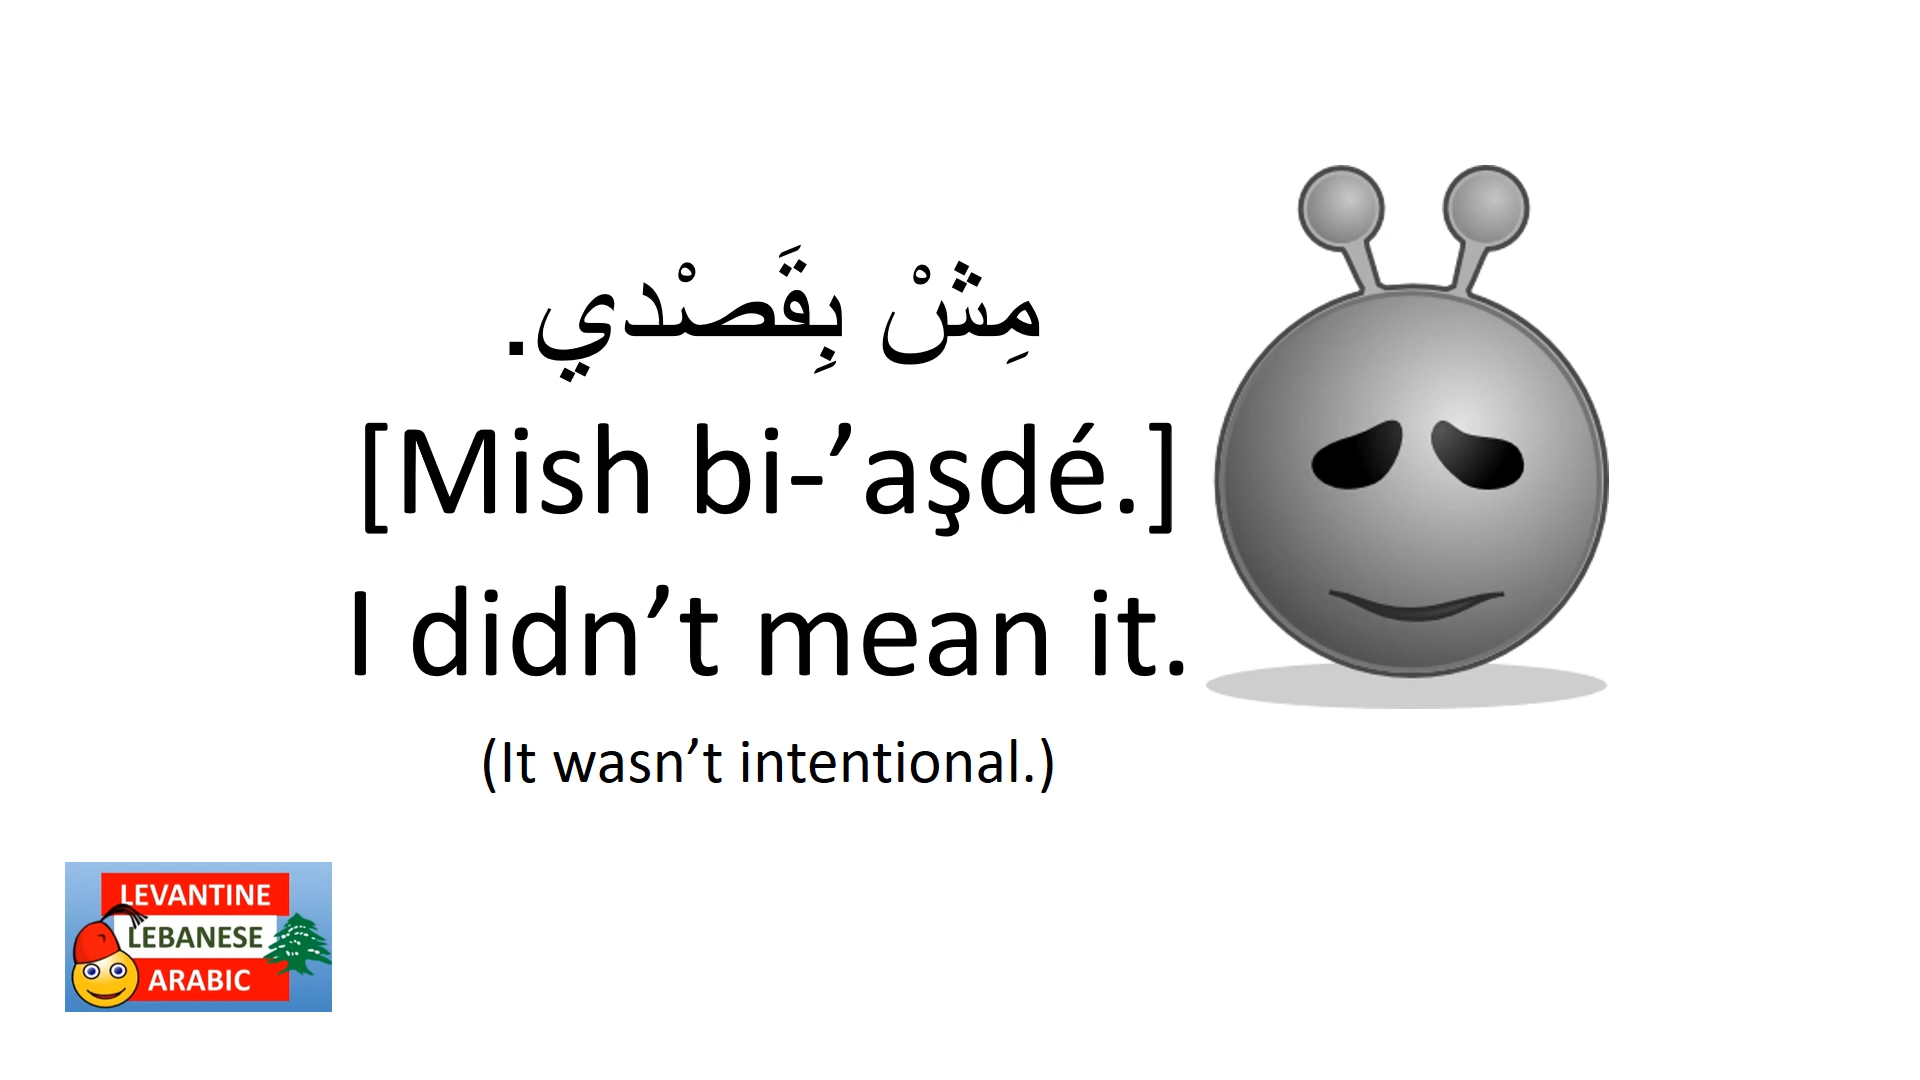 مِشْ بِقَصْدي.
[Mish bi-’aşdé.]
I didn’t mean it.
(It wasn’t intentional.)
LEVANTINE
LEBANESE
ARABIC